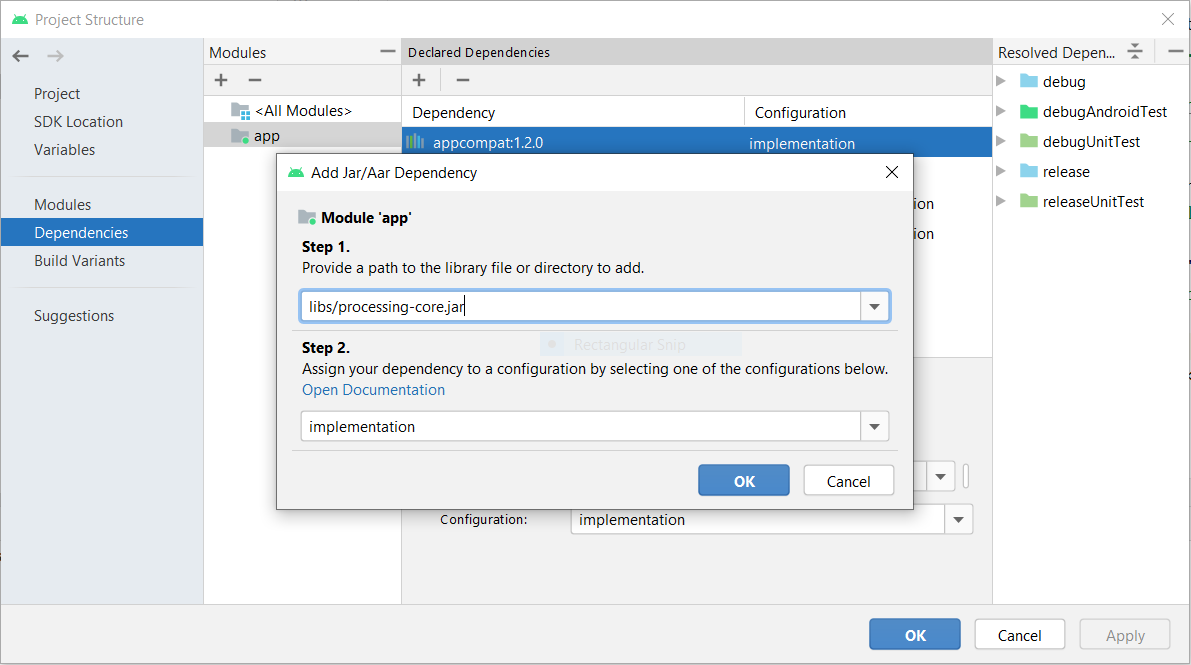 Project Structure
Project
SDK Location
Variables
Modules
Dependencies
Build Variants
Suggestions
Modules
<All Modules>
app
Declared Dependencies
Dependency
Configuration
appcompat:1.2.0
implementation
ion
ion
Add Jar/Aar Dependency
Module 'app'
Step 1.
Provide a path to the library file or directory to add.
libs/processing-core.jar
Rectangular Snip
Step 2.
Assign your dependency to a configuration by selecting one of the configurations below.
Open Documentation
implementation
OK
Cancel
Configuration:
implementation
Resolved Depen...
debug
debugAndroidTest
debugUnitTest
release
releaseUnitTest
OK
Cancel
Apply